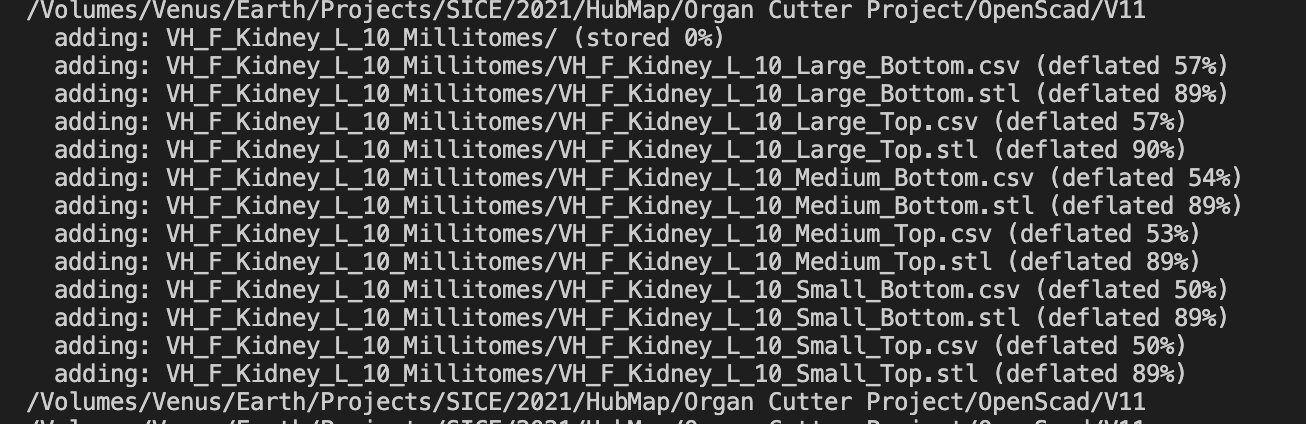 /Volumes/Venus/Earth/Projects/SICE/2021/HubMap/Organ Cutter Project/OpenScad/V11
adding: VH_F_Kidney_L_10_Millitomes/ (stored 0%)
adding: VH_F_Kidney_L_10_Millitomes/VH_F_Kidney_L_10_Large_Bottom.csv (deflated 57%)
adding: VH_F_Kidney_L_10_Millitomes/VH_F_Kidney_L_10_Large_Bottom.stl (deflated 89%)
adding: VH_F_Kidney_L_10_Millitomes/VH_F_Kidney_L_10_Large_Top.csv (deflated 57%)
adding: VH_F_Kidney_L_10_Millitomes/VH_F_Kidney_L_10_Large_Top.stl (deflated 90%)
adding: VH_F_Kidney_L_10_Millitomes/VH_F_Kidney_L_10_Medium_Bottom.csv (deflated 54%)
adding: VH_F_Kidney_L_10_Millitomes/VH_F_Kidney_L_10_Medium_Bottom.stl (deflated 89%)
adding: VH_F_Kidney_L_10_Millitomes/VH_F_Kidney_L_10_Medium_Top.csv (deflated 53%)
adding: VH_F_Kidney_L_10_Millitomes/VH_F_Kidney_L_10_Medium_Top.stl (deflated 89%)
adding: VH_F_Kidney_L_10_Millitomes/VH_F_Kidney_L_10_Small_Bottom.csv (deflated 50%)
adding: VH_F_Kidney_L_10_Millitomes/VH_F_Kidney_L_10_Small_Bottom.stl (deflated 89%)
adding: VH_F_Kidney_L_10_Millitomes/VH_F_Kidney_L_10_Small_Top.csv (deflated 50%)
adding: VH_F_Kidney_L_10_Millitomes/VH_F_Kidney_L_10_Small_Top.stl (deflated 89%)
/Volumes/Venus/Earth/Projects/SICE/2021/HubMap/Organ Cutter Project/OpenScad/V11